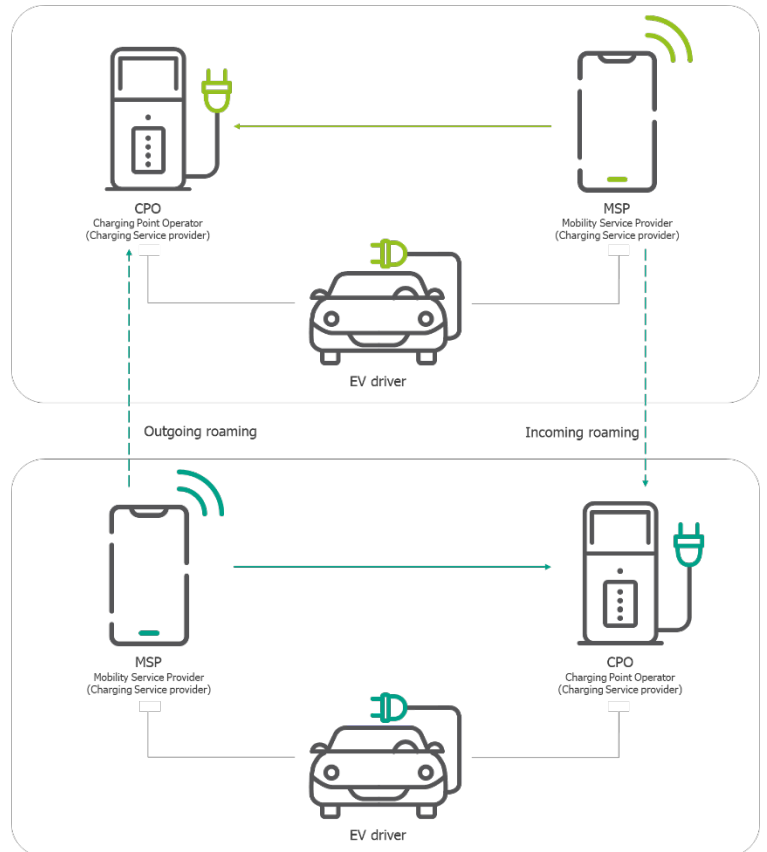 CPO
Charging Point Operator
(Charging Service provider)
MSP
Mobility Service Provider
(Charging Service provider)
EV driver
Outgoing roaming
Incoming roaming
MSP
Mobility Service Provider
(Charging Service provider)
CPO
Charging Point Operator
(Charging Service provider)
EV driver